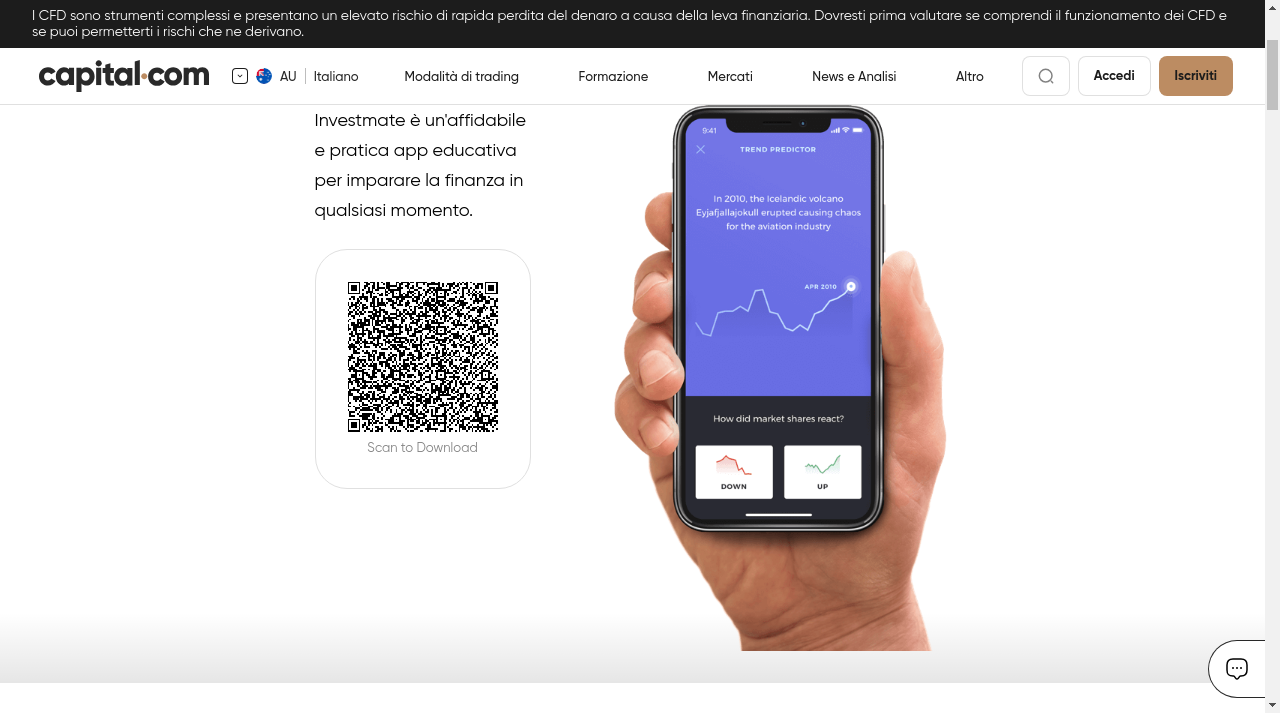 I CFD sono strumenti complessi e presentano un elevato rischio di rapida perdita del denaro a causa della leva finanziaria. Dovresti prima valutare se comprendi il funzionamento dei CFD e
se puoi permetterti i rischi che ne derivano.
capital.com
AU
Italiano
Modalità di trading
Formazione
Mercati
News e Analisi
Altro
Accedi
Iscriviti
Investmate è un'affidabile
e pratica app educativa
per imparare la finanza in
qualsiasi momento.
Scan to Download
9:41
TREND PREDICTOR
In 2010, the Icelandic volcano
Eyjafjallajokull erupted causing chaos
for the aviation industry
APR 2010
How did market shares react?
DOWN
UP